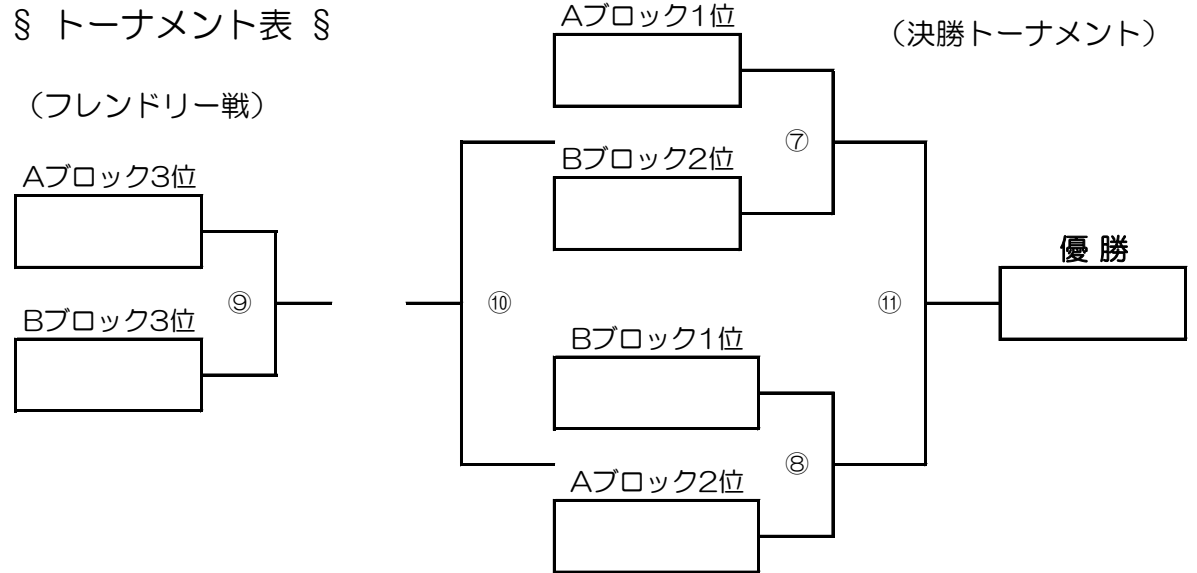 § トーナメント表 §
（フレンドリー戦）
Aブロック3位
⑨
Bブロック3位
（決勝トーナメント）
Aブロック1位
⑦
Bブロック2位
⑩
⑪
優 勝
Bブロック1位
⑧
Aブロック2位